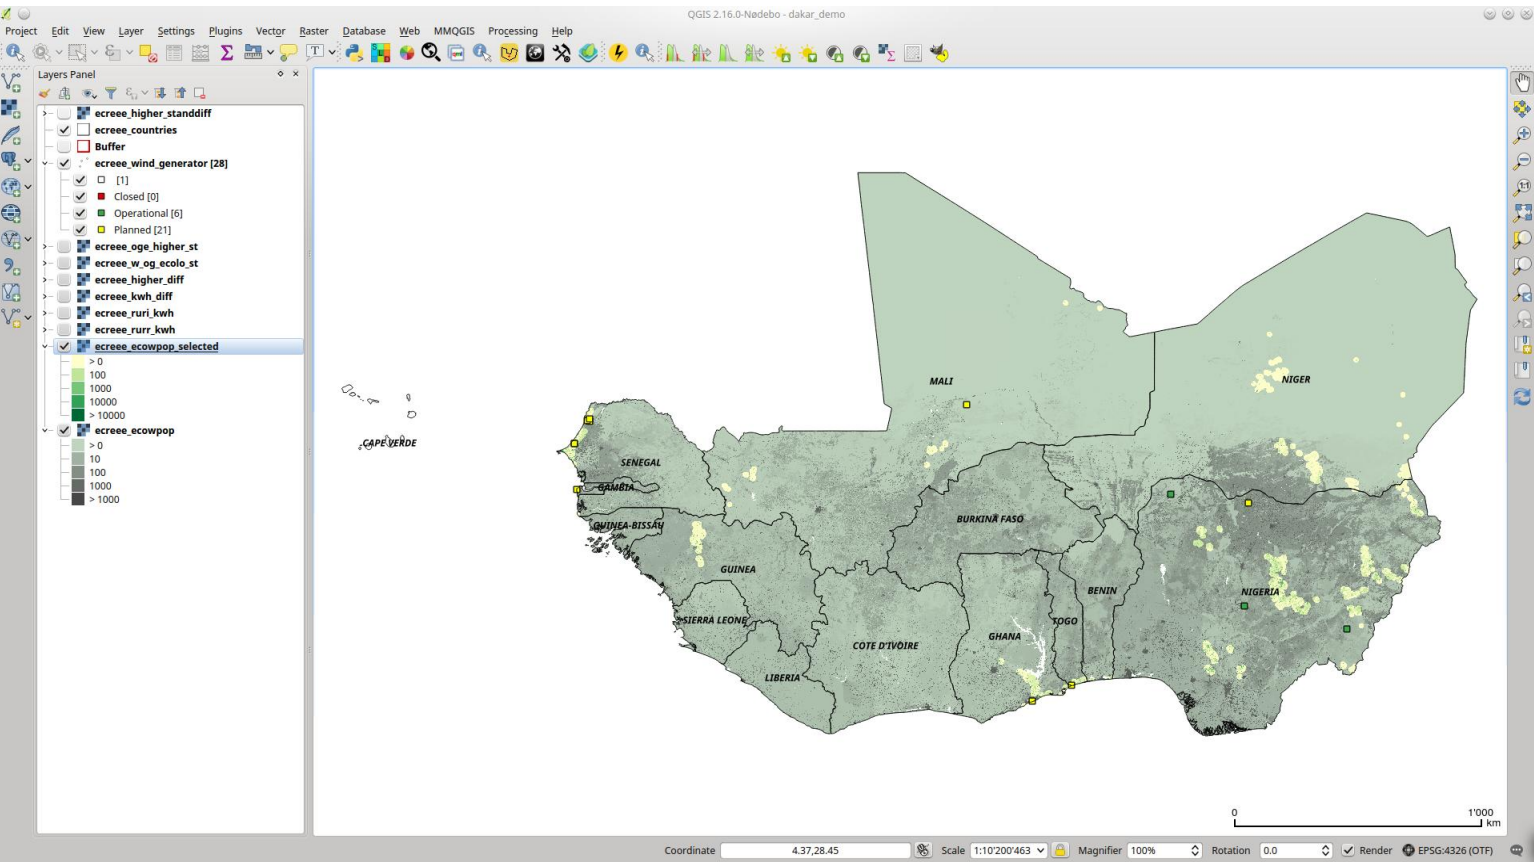 QGIS 2.16.0-Nødebo - dakar_demo
Project Edit View Layer Settings Plugins Vector Raster Database Web MMQGIS Processing Help
Layers Panel
ecreee_higher_standdiff
ecreee_countries
Buffer
ecreee_wind_generator [28]
[1]
Closed [0]
Operational [6]
Planned [21]
ecreee_oge_higher_st
ecreee_w_og_ecolo_st
ecreee_higher_diff
ecreee_kwh_diff
ecreee_ruri_kwh
ecreee_rurr_kwh
ecreee_ecowpop_selected
> 0
100
1000
10000
> 10000
ecreee_ecowpop
> 0
10
100
1000
> 1000
MALI
NIGER
CAPE VERDE
SENEGAL
GAMBIA
GUINEA-BISSAU
BURKINA FASO
GUINEA
BENIN
NIGERIA
SIERRA LEONE
TOGO
GHANA
COTE D'IVOIRE
LIBERIA
0 1'000 km
Coordinate 4.37,28.45 Scale 1:10'200'463 Magnifier 100% Rotation 0.0 Render EPSG:4326 (OTF)